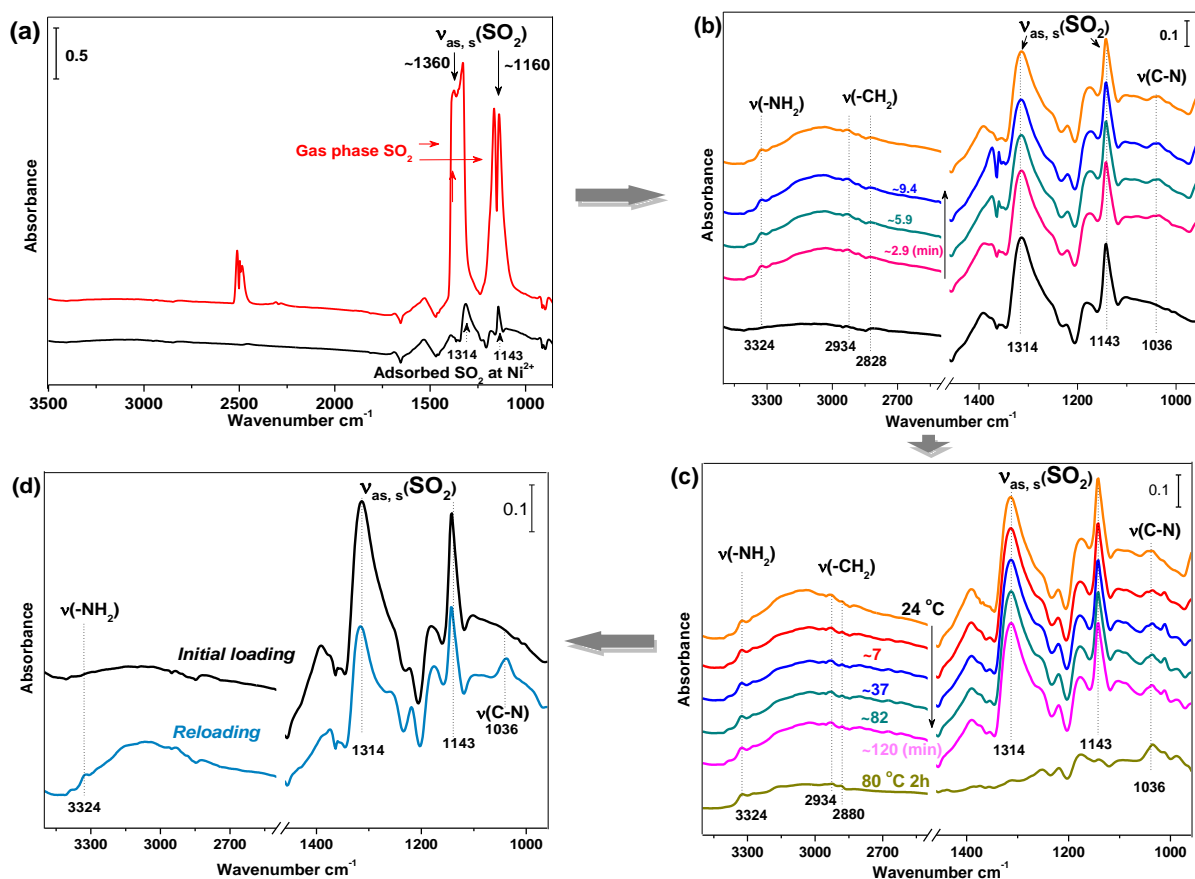 (a)
0.5
ν_as, s(SO₂)
~1360
~1160
Gas phase SO₂
1314
1143
Adsorbed SO₂ at Ni²⁺
Absorbance
3500 3000 2500 2000 1500 1000
Wavenumber cm⁻¹
(b)
ν_as, s(SO₂)
0.1
ν(-NH₂)
ν(-CH₂)
ν(C-N)
~9.4
~5.9
~2.9 (min)
3324
2934
2828
1314
1143
1036
Absorbance
3300 3000 2700 1400 1200 1000
Wavenumber cm⁻¹
(d)
ν_as, s(SO₂)
0.1
ν(-NH₂)
Initial loading
Reloading
ν(C-N)
1036
1314
1143
3324
Absorbance
3300 3000 2700 1400 1200 1000
Wavenumber cm⁻¹
(c)
ν_as, s(SO₂)
0.1
ν(-NH₂)
ν(-CH₂)
ν(C-N)
24 °C
~7
~37
~82
~120 (min)
80 °C 2h
1314
1143
1036
3324
2934
2880
Absorbance
3300 3000 2700 1400 1200 1000
Wavenumber cm⁻¹